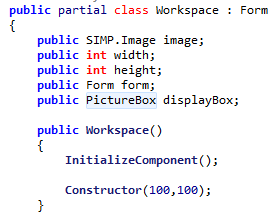 public partial class Workspace : Form
{
public SIMP.Image image;
public int width;
public int height;
public Form form;
public PictureBox displayBox;
public Workspace()
{
InitializeComponent();
Constructor(100,100);
}